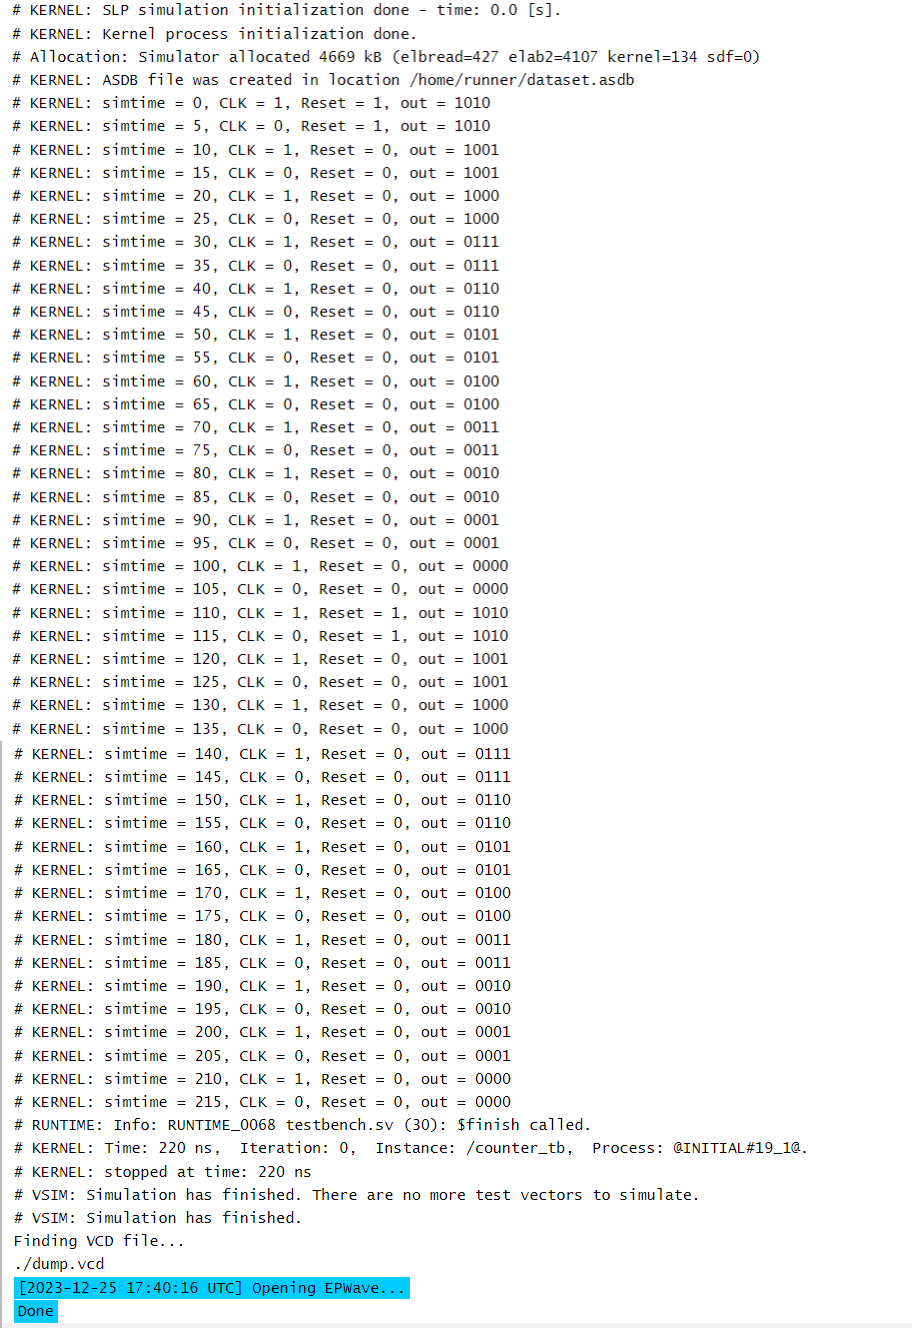 # KERNEL: SLP simulation initialization done - time: 0.0 [s].
# KERNEL: Kernel process initialization done.
# Allocation: Simulator allocated 4669 kB (elbread=427 elab2=4107 kernel=134 sdf=0)
# KERNEL: ASDB file was created in location /home/runner/dataset.asdb
# KERNEL: simtime = 0, CLK = 1, Reset = 1, out = 1010
# KERNEL: simtime = 5, CLK = 0, Reset = 1, out = 1010
# KERNEL: simtime = 10, CLK = 1, Reset = 0, out = 1001
# KERNEL: simtime = 15, CLK = 0, Reset = 0, out = 1001
# KERNEL: simtime = 20, CLK = 1, Reset = 0, out = 1000
# KERNEL: simtime = 25, CLK = 0, Reset = 0, out = 1000
# KERNEL: simtime = 30, CLK = 1, Reset = 0, out = 0111
# KERNEL: simtime = 35, CLK = 0, Reset = 0, out = 0111
# KERNEL: simtime = 40, CLK = 1, Reset = 0, out = 0110
# KERNEL: simtime = 45, CLK = 0, Reset = 0, out = 0110
# KERNEL: simtime = 50, CLK = 1, Reset = 0, out = 0101
# KERNEL: simtime = 55, CLK = 0, Reset = 0, out = 0101
# KERNEL: simtime = 60, CLK = 1, Reset = 0, out = 0100
# KERNEL: simtime = 65, CLK = 0, Reset = 0, out = 0100
# KERNEL: simtime = 70, CLK = 1, Reset = 0, out = 0011
# KERNEL: simtime = 75, CLK = 0, Reset = 0, out = 0011
# KERNEL: simtime = 80, CLK = 1, Reset = 0, out = 0010
# KERNEL: simtime = 85, CLK = 0, Reset = 0, out = 0010
# KERNEL: simtime = 90, CLK = 1, Reset = 0, out = 0001
# KERNEL: simtime = 95, CLK = 0, Reset = 0, out = 0001
# KERNEL: simtime = 100, CLK = 1, Reset = 0, out = 0000
# KERNEL: simtime = 105, CLK = 0, Reset = 0, out = 0000
# KERNEL: simtime = 110, CLK = 1, Reset = 1, out = 1010
# KERNEL: simtime = 115, CLK = 0, Reset = 1, out = 1010
# KERNEL: simtime = 120, CLK = 1, Reset = 0, out = 1001
# KERNEL: simtime = 125, CLK = 0, Reset = 0, out = 1001
# KERNEL: simtime = 130, CLK = 1, Reset = 0, out = 1000
# KERNEL: simtime = 135, CLK = 0, Reset = 0, out = 1000
# KERNEL: simtime = 140, CLK = 1, Reset = 0, out = 0111
# KERNEL: simtime = 145, CLK = 0, Reset = 0, out = 0111
# KERNEL: simtime = 150, CLK = 1, Reset = 0, out = 0110
# KERNEL: simtime = 155, CLK = 0, Reset = 0, out = 0110
# KERNEL: simtime = 160, CLK = 1, Reset = 0, out = 0101
# KERNEL: simtime = 165, CLK = 0, Reset = 0, out = 0101
# KERNEL: simtime = 170, CLK = 1, Reset = 0, out = 0100
# KERNEL: simtime = 175, CLK = 0, Reset = 0, out = 0100
# KERNEL: simtime = 180, CLK = 1, Reset = 0, out = 0011
# KERNEL: simtime = 185, CLK = 0, Reset = 0, out = 0011
# KERNEL: simtime = 190, CLK = 1, Reset = 0, out = 0010
# KERNEL: simtime = 195, CLK = 0, Reset = 0, out = 0010
# KERNEL: simtime = 200, CLK = 1, Reset = 0, out = 0001
# KERNEL: simtime = 205, CLK = 0, Reset = 0, out = 0001
# KERNEL: simtime = 210, CLK = 1, Reset = 0, out = 0000
# KERNEL: simtime = 215, CLK = 0, Reset = 0, out = 0000
# RUNTIME: Info: RUNTIME_0068 testbench.sv (30): $finish called.
# KERNEL: Time: 220 ns,  Iteration: 0,  Instance: /counter_tb,  Process: @INITIAL#19_1@.
# KERNEL: stopped at time: 220 ns
# VSIM: Simulation has finished. There are no more test vectors to simulate.
# VSIM: Simulation has finished.
Finding VCD file...
./dump.vcd
[2023-12-25 17:40:16 UTC] Opening EPWave...
Done